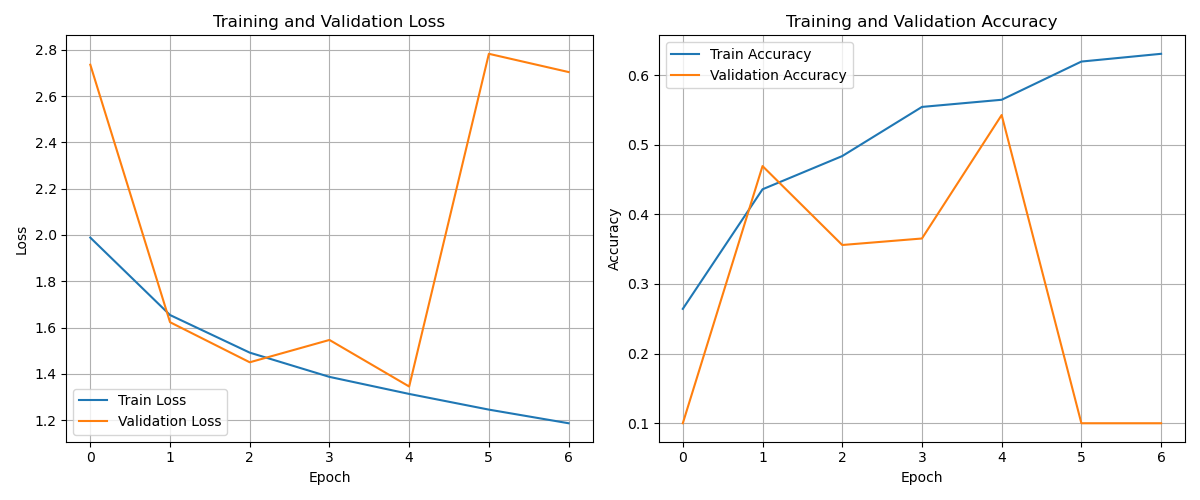 Training and Validation Loss
Loss
2.8
2.6
2.4
2.2
2.0
1.8
1.6
1.4
1.2
Train Loss
Validation Loss
0 1 2 3 4 5 6
Epoch
Training and Validation Accuracy
Accuracy
0.6
0.5
0.4
0.3
0.2
0.1
Train Accuracy
Validation Accuracy
0 1 2 3 4 5 6
Epoch